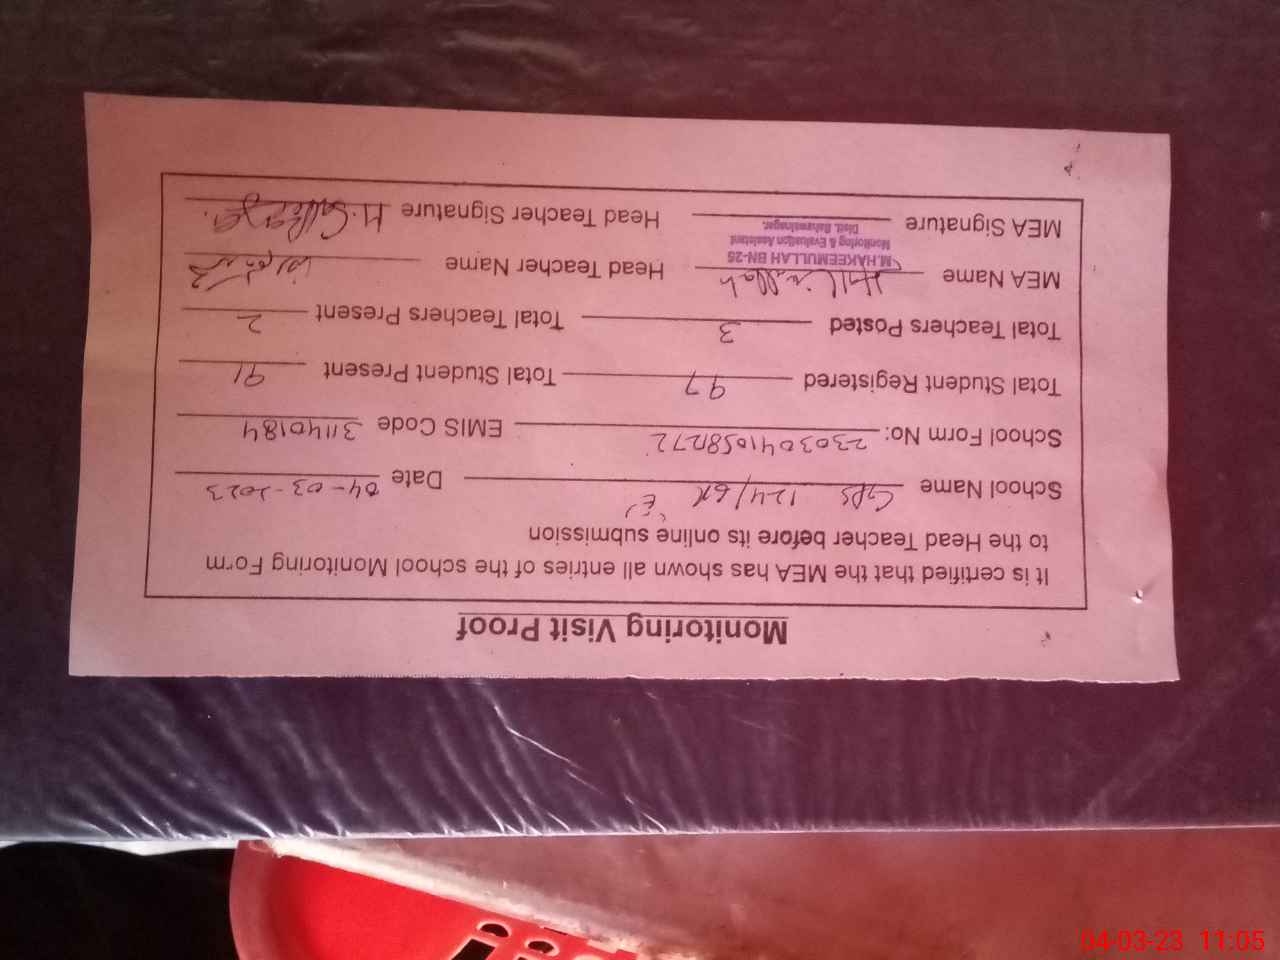 Monitoring Visit Proof
It is certified that the MEA has shown all entries of the school Monitoring Form
to the Head Teacher before its online submission
School Name GPS 124/6R "E" Date 04-03-2023
School Form No: EMIS Code 31140184
Total Student Registered 97 Total Student Present 91
Total Teachers Posted 3 Total Teachers Present 2
MEA Name Head Teacher Name
M.HAKEEMULLAH BN-25
Monitoring & Evaluation Assistant
Distt. Bahawalnagar.
MEA Signature Head Teacher Signature
04-03-23 11:05